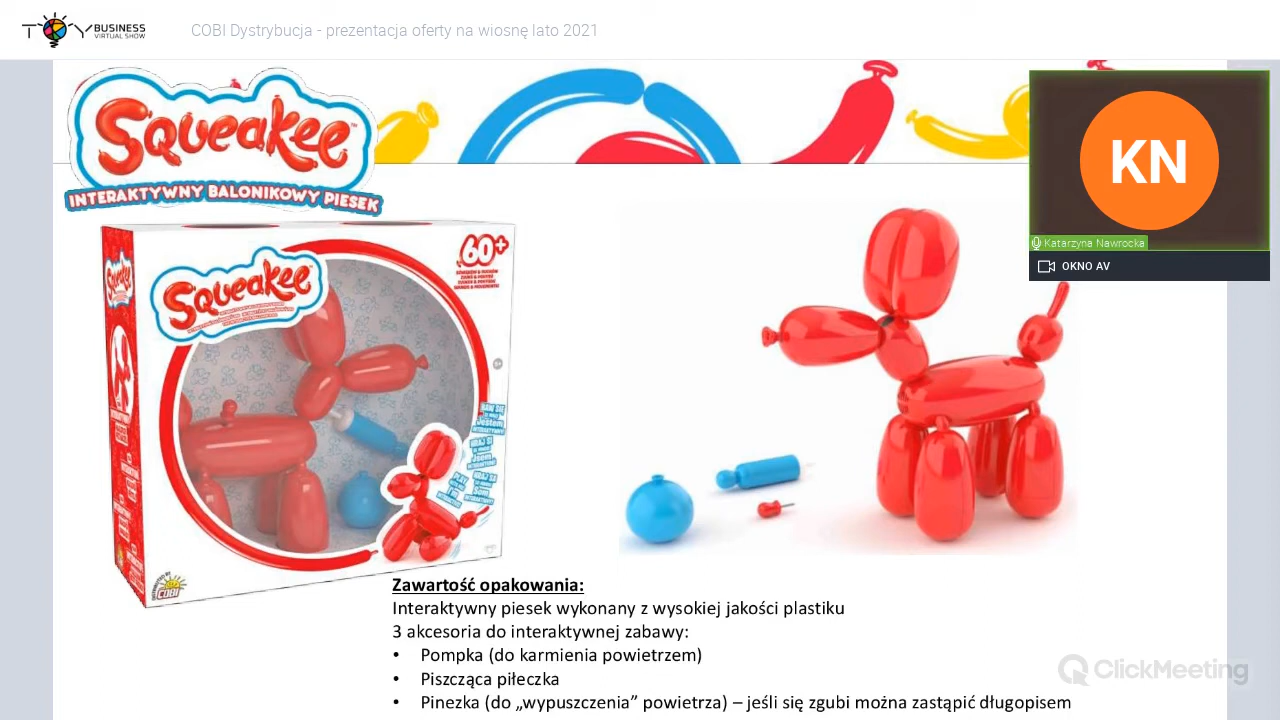 TOY BUSINESS
VIRTUAL SHOW
COBI Dystrybucja - prezentacja oferty na wiosnę lato 2021
Squeakee™
INTERAKTYWNY BALONIKOWY PIESEK
KN
Katarzyna Nawrocka
OKNO AV
60+
Squeakee
Squeakee
COBI
Zawartość opakowania:
Interaktywny piesek wykonany z wysokiej jakości plastiku
3 akcesoria do interaktywnej zabawy:
• Pompka (do karmienia powietrzem)
• Piszcząca piłeczka
• Pinezka (do „wypuszczenia” powietrza) – jeśli się zgubi można zastąpić długopisem
ClickMeeting